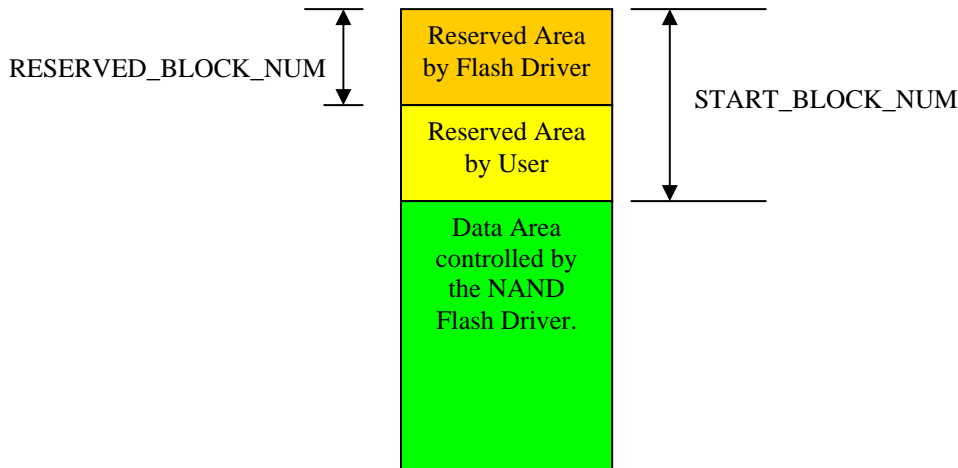 RESERVED_BLOCK_NUM
Reserved Area
by Flash Driver
START_BLOCK_NUM
Reserved Area
by User
Data Area
controlled by
the NAND
Flash Driver.